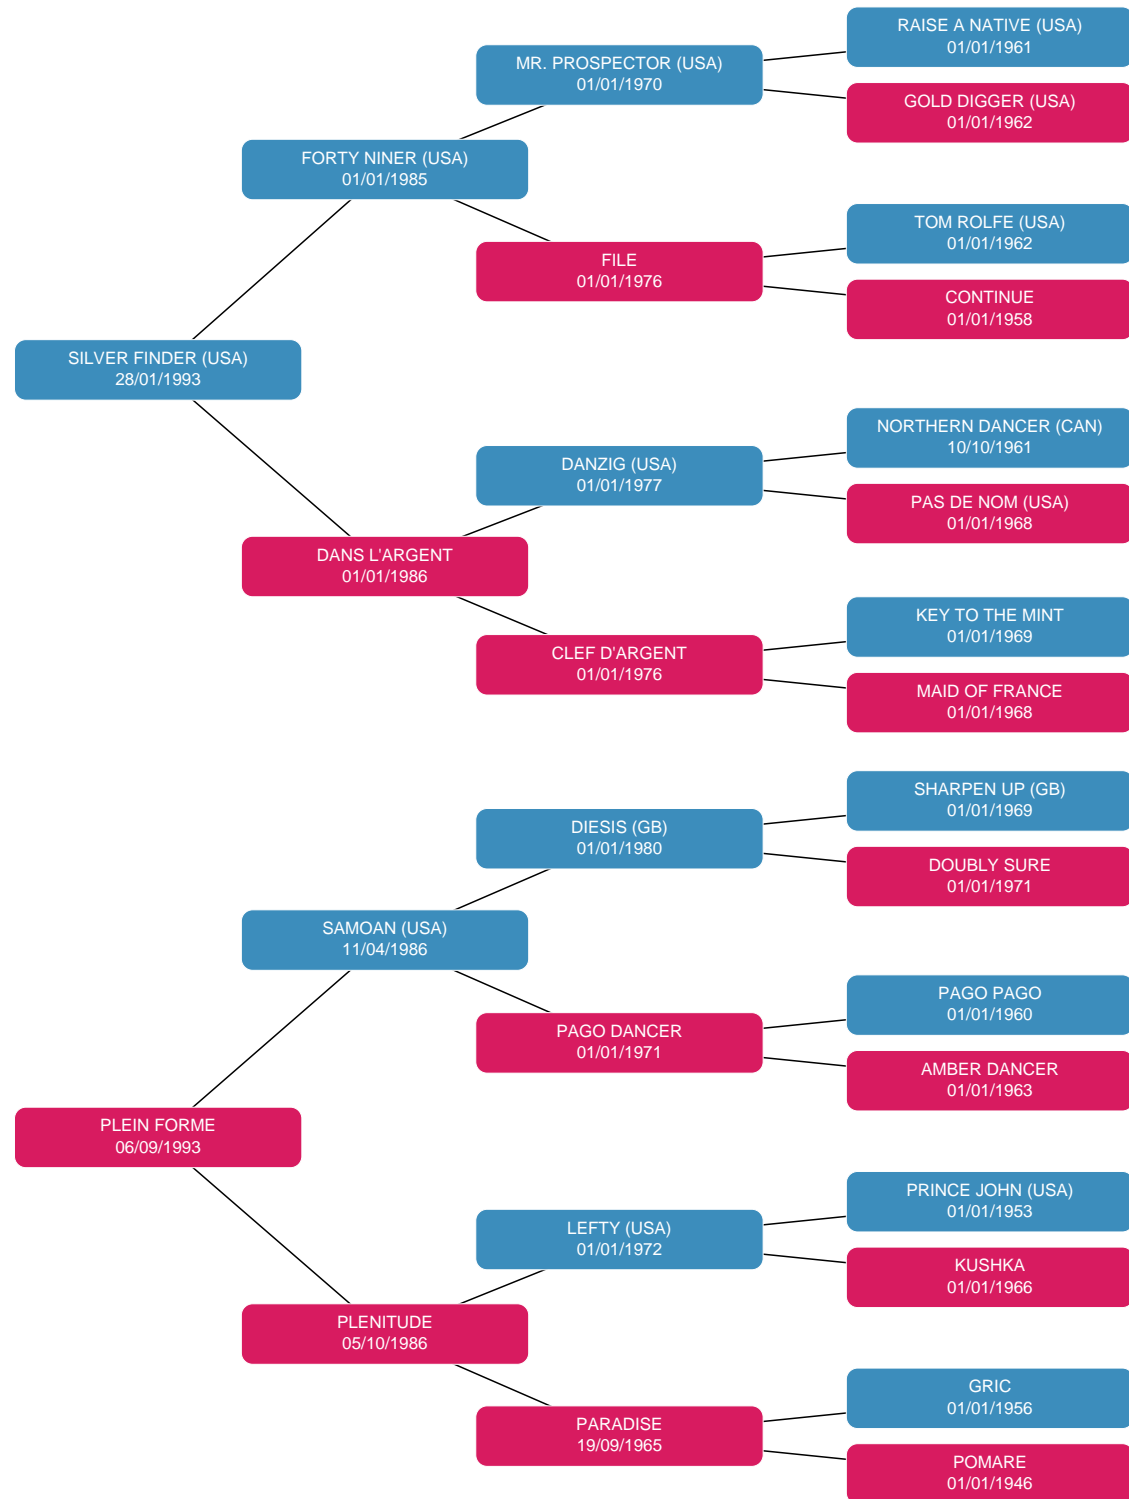 RAISE A NATIVE (USA)
01/01/1961
MR. PROSPECTOR (USA)
01/01/1970
GOLD DIGGER (USA)
01/01/1962
FORTY NINER (USA)
01/01/1985
TOM ROLFE (USA)
01/01/1962
FILE
01/01/1976
CONTINUE
01/01/1958
SILVER FINDER (USA)
28/01/1993
NORTHERN DANCER (CAN)
10/10/1961
DANZIG (USA)
01/01/1977
PAS DE NOM (USA)
01/01/1968
DANS L'ARGENT
01/01/1986
KEY TO THE MINT
01/01/1969
CLEF D'ARGENT
01/01/1976
MAID OF FRANCE
01/01/1968
SHARPEN UP (GB)
01/01/1969
DIESIS (GB)
01/01/1980
DOUBLY SURE
01/01/1971
SAMOAN (USA)
11/04/1986
PAGO PAGO
01/01/1960
PAGO DANCER
01/01/1971
AMBER DANCER
01/01/1963
PLEIN FORME
06/09/1993
PRINCE JOHN (USA)
01/01/1953
LEFTY (USA)
01/01/1972
KUSHKA
01/01/1966
PLENITUDE
05/10/1986
GRIC
01/01/1956
PARADISE
19/09/1965
POMARE
01/01/1946